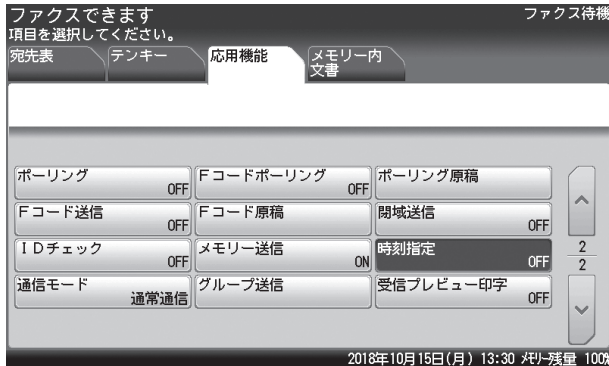 ファクスできます ファクス待機
項目を選択してください。
宛先表 テンキー 応用機能 メモリー内
文書
ポーリング OFF Fコードポーリング OFF ポーリング原稿
Fコード送信 OFF Fコード原稿 閉域送信 OFF
IDチェック OFF メモリー送信 ON 時刻指定 OFF
2
2
通信モード 通常通信 グループ送信 受信プレビュー印字 OFF
2018年10月15日(月) 13:30 メモリー残量 100%